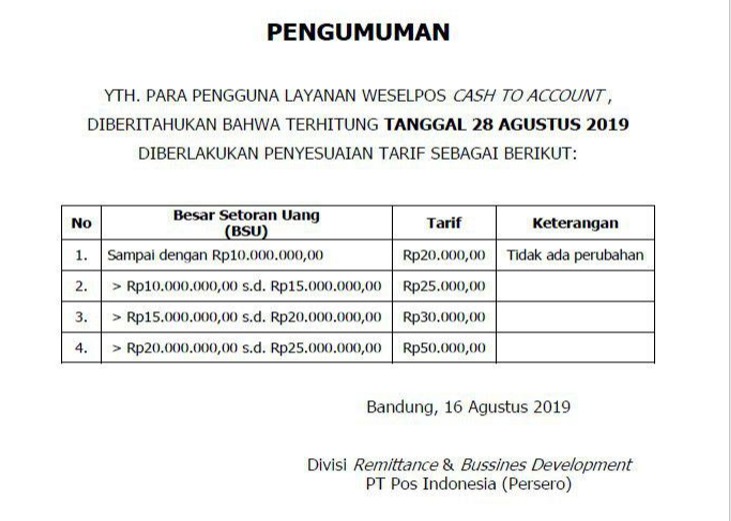 PENGUMUMAN
YTH. PARA PENGGUNA LAYANAN WESELPOS CASH TO ACCOUNT,
DIBERITAHUKAN BAHWA TERHITUNG TANGGAL 28 AGUSTUS 2019
DIBERLAKUKAN PENYESUAIAN TARIF SEBAGAI BERIKUT:
No Besar Setoran Uang (BSU) Tarif Keterangan
1. Sampai dengan Rp10.000.000,00 Rp20.000,00 Tidak ada perubahan
2. > Rp10.000.000,00 s.d. Rp15.000.000,00 Rp25.000,00
3. > Rp15.000.000,00 s.d. Rp20.000.000,00 Rp30.000,00
4. > Rp20.000.000,00 s.d. Rp25.000.000,00 Rp50.000,00
Bandung, 16 Agustus 2019
Divisi Remittance & Bussines Development
PT Pos Indonesia (Persero)